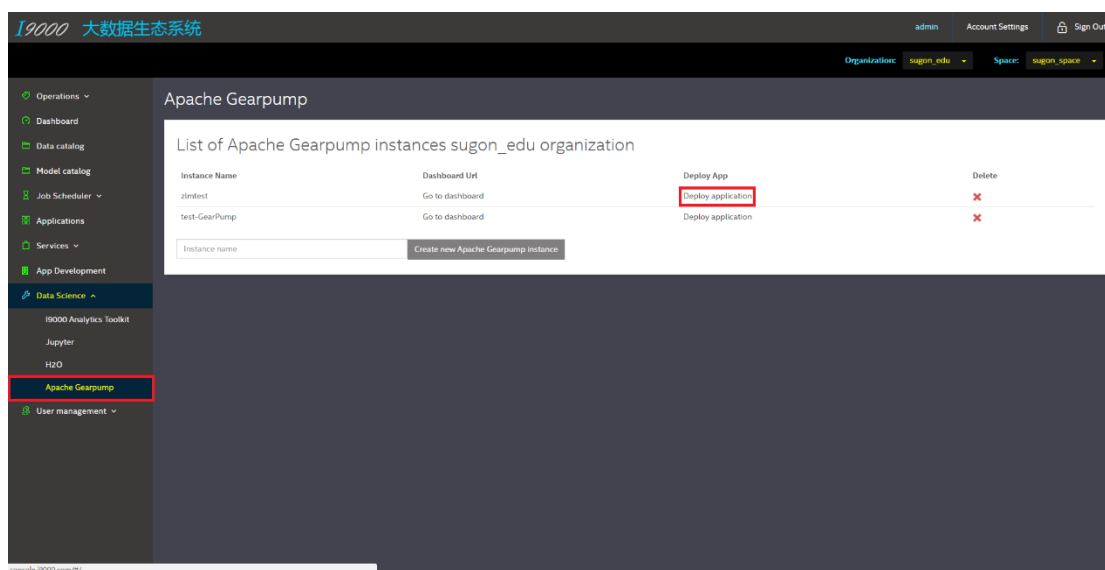 I9000 大数据生态系统 admin Account Settings Sign Out
Organization: sugon_edu Space: sugon_space
Operations
Dashboard
Data catalog
Model catalog
Job Scheduler
Applications
Services
App Development
Data Science
I9000 Analytics Toolkit
Jupyter
H2O
Apache Gearpump
User management
Apache Gearpump
List of Apache Gearpump instances sugon_edu organization
Instance Name Dashboard Url Deploy App Delete
zlmtest Go to dashboard Deploy application
test-GearPump Go to dashboard Deploy application
Instance name Create new Apache Gearpump instance